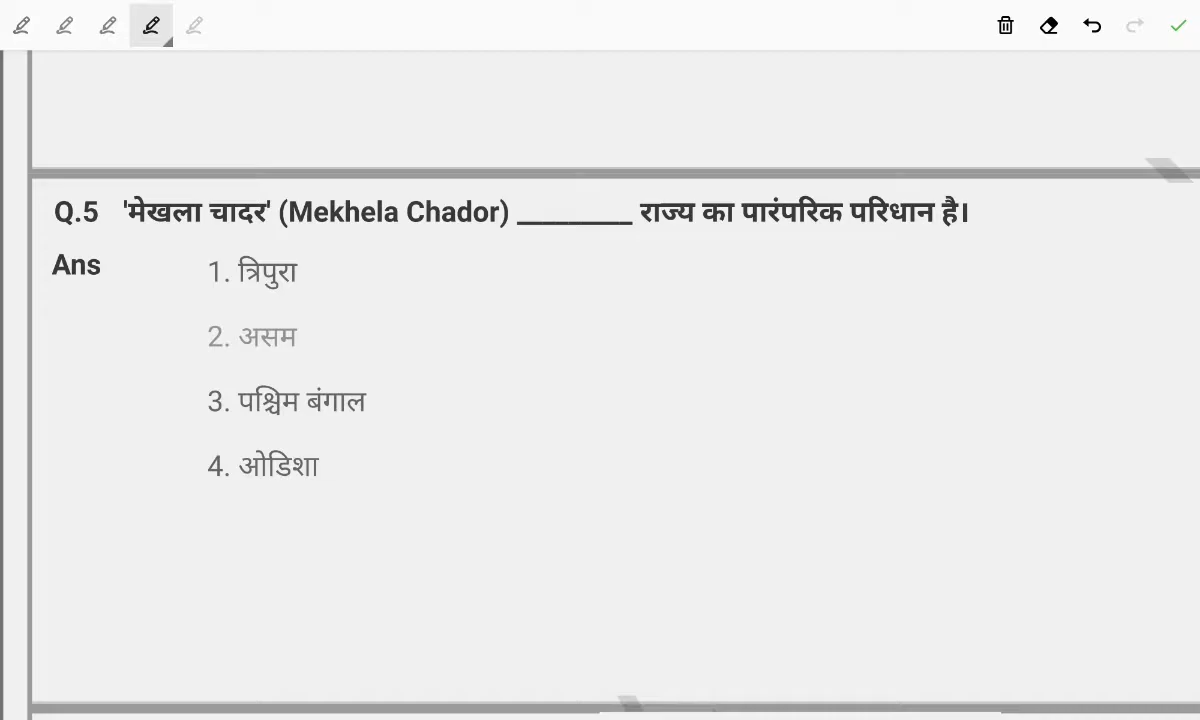 Q.5 'मेखला चादर' (Mekhela Chador) ________ राज्य का पारंपरिक परिधान है।
Ans 1. त्रिपुरा
2. असम
3. पश्चिम बंगाल
4. ओडिशा